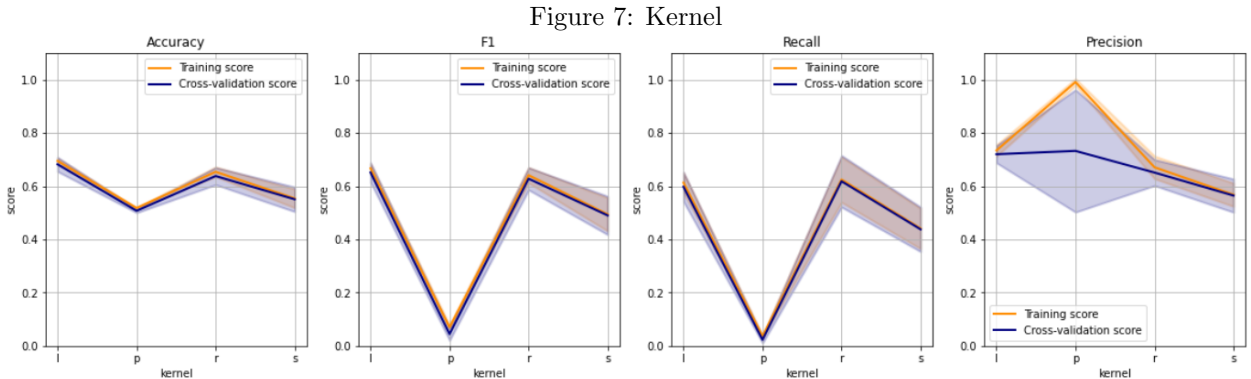 Figure 7: Kernel
Accuracy
Training score
Cross-validation score
1.0
0.8
0.6
0.4
0.2
0.0
score
l
p
r
s
kernel
F1
Training score
Cross-validation score
1.0
0.8
0.6
0.4
0.2
0.0
score
l
p
r
s
kernel
Recall
Training score
Cross-validation score
1.0
0.8
0.6
0.4
0.2
0.0
score
l
p
r
s
kernel
Precision
1.0
0.8
0.6
0.4
0.2
0.0
score
Training score
Cross-validation score
l
p
r
s
kernel